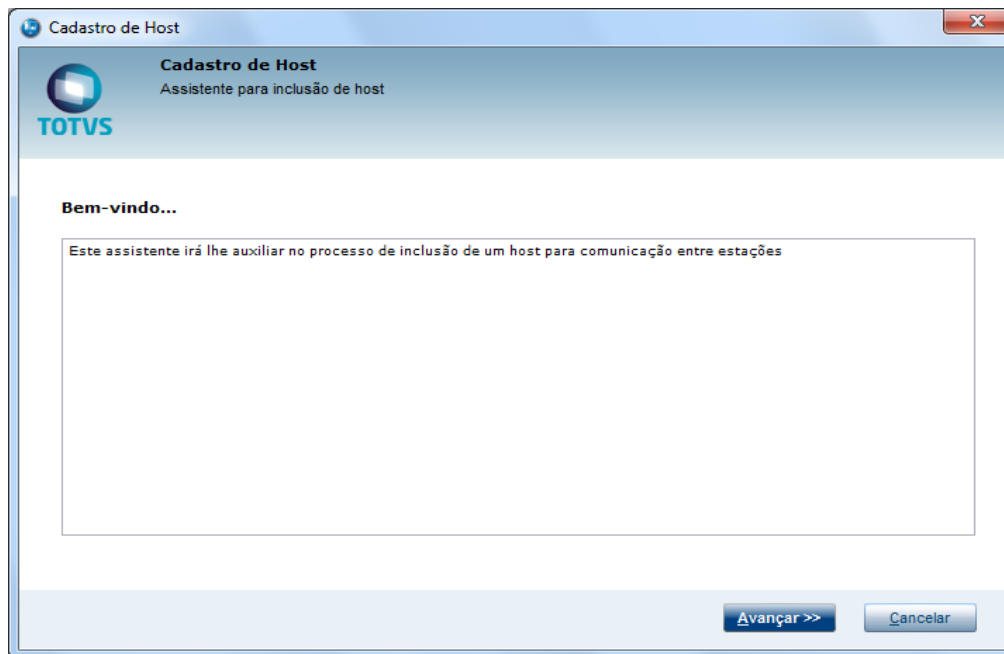 Cadastro de Host
Cadastro de Host
Assistente para inclusão de host
TOTVS
Bem-vindo...
Este assistente irá lhe auxiliar no processo de inclusão de um host para comunicação entre estações
Avançar >>
Cancelar